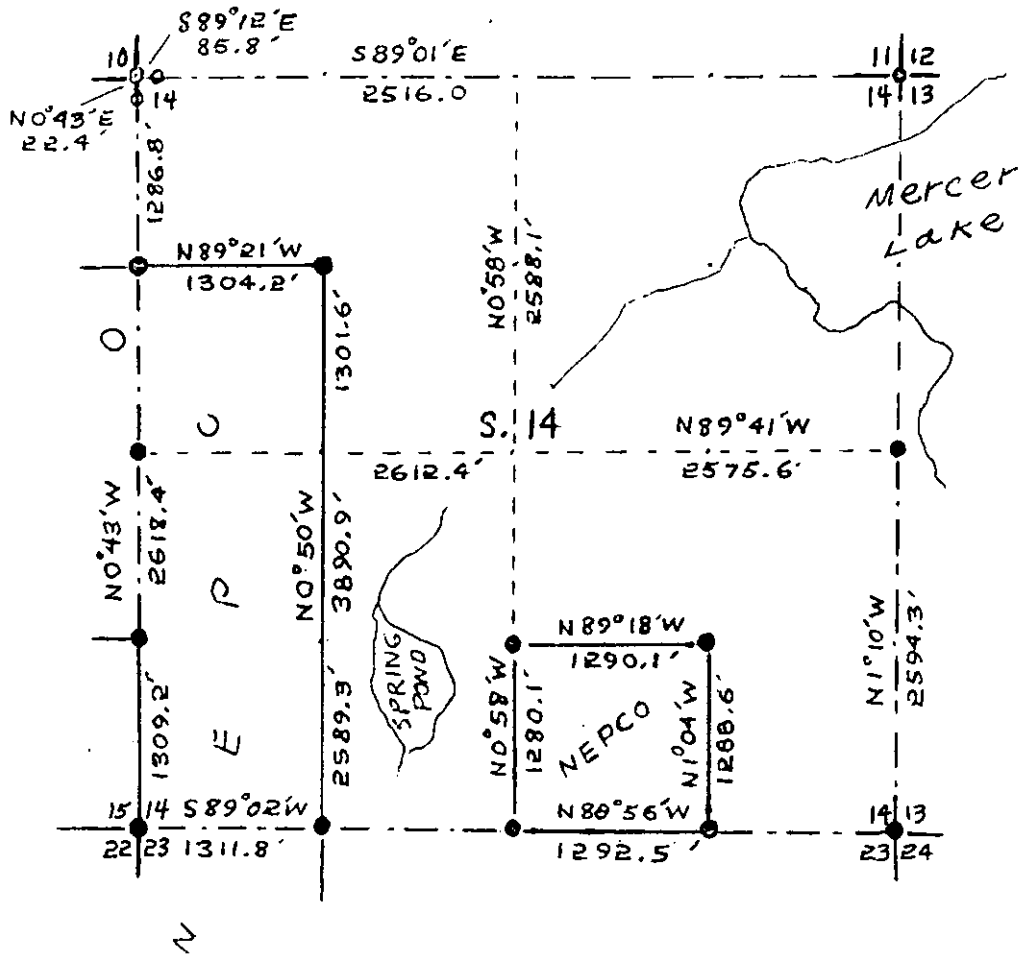 S89°12'E
85.8'
10
S89°01'E
11 12
14
2516.0
14 13
N0°43'E
22.4'
1286.8'
Mercer
Lake
N89°21'W
1304.2'
N0°58'W
2588.1'
1301.6'
S. 14
N89°41'W
2612.4'
2575.6'
N0°43'W
2618.4'
N0°50'W
3890.9'
N1°10'W
2594.3'
SPRING
POND
N89°18'W
1290.1'
1309.2'
2589.3'
N0°58'W
1280.1'
NEPCO
N1°04'W
1288.6'
15 14
S89°02'W
N88°56'W
14 13
22 23
1311.8'
1292.5'
23 24
NEPCO